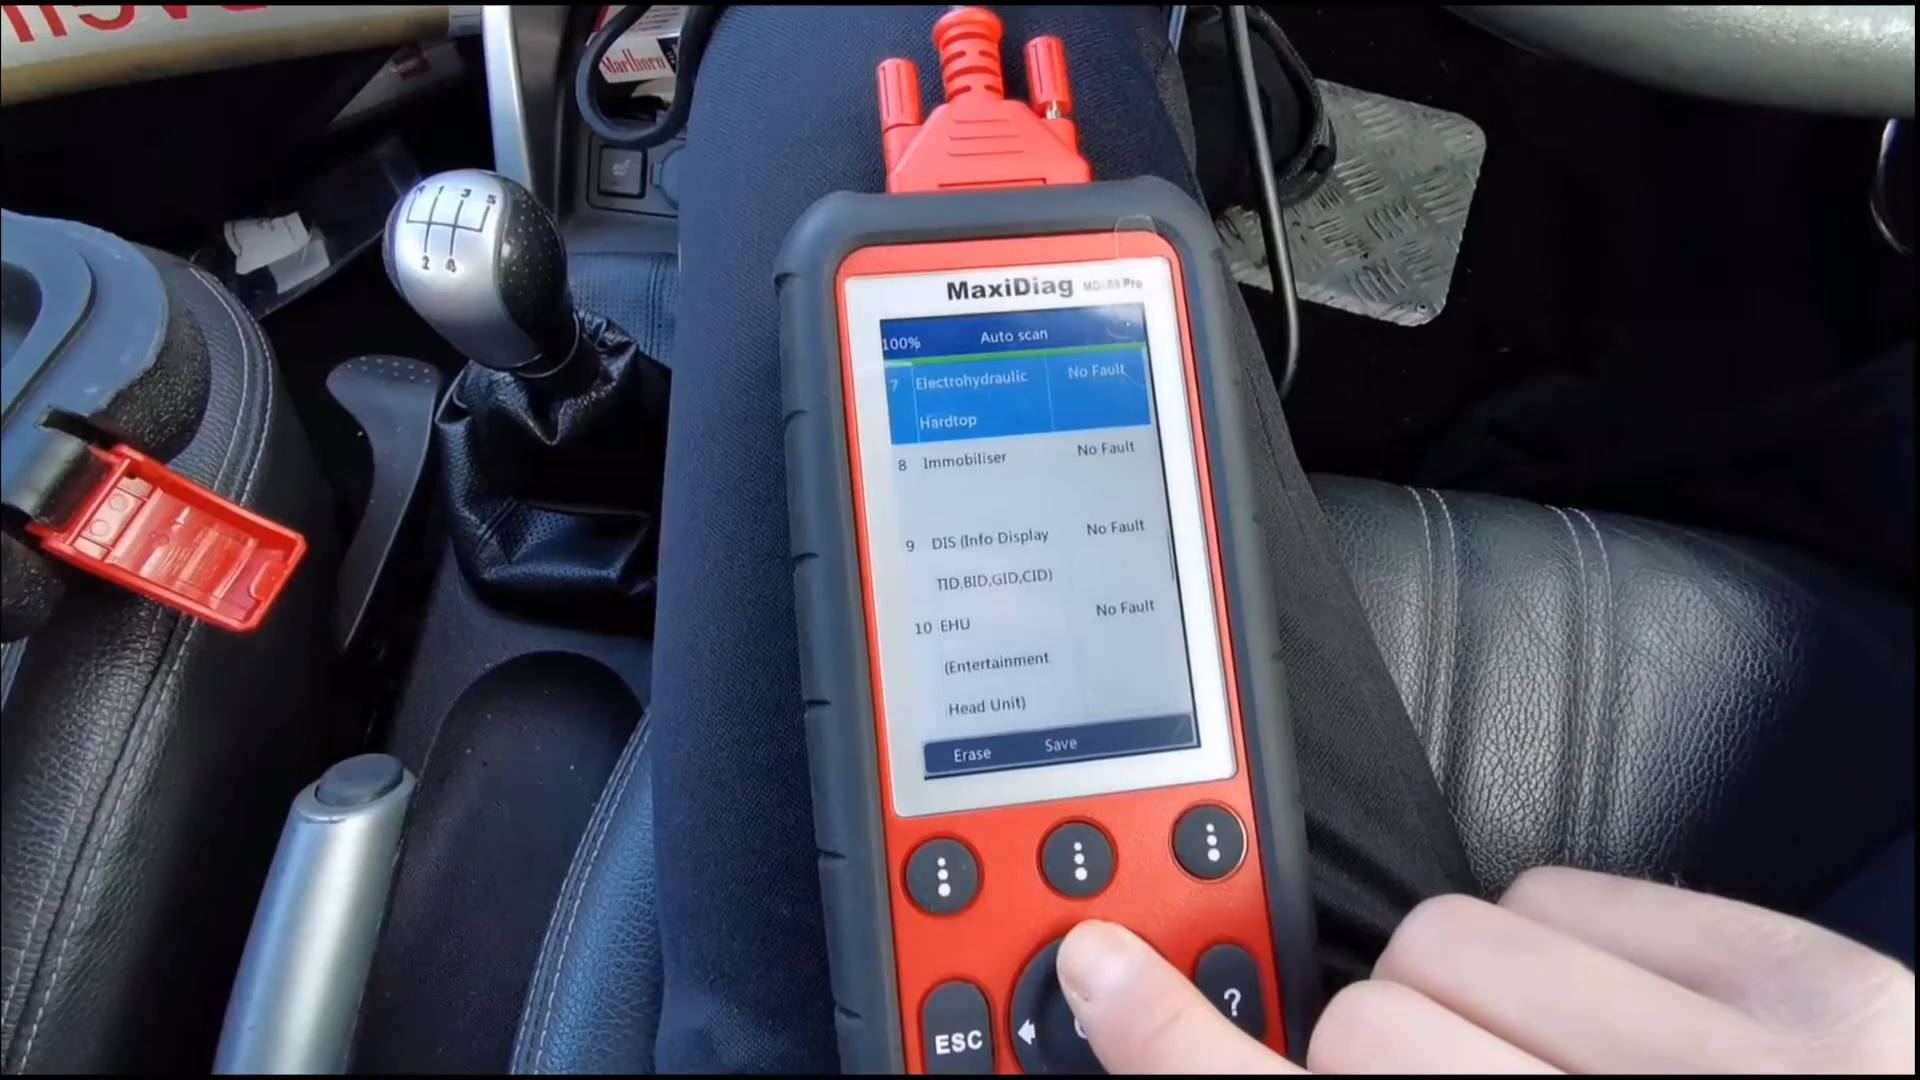 Marlboro
R 1 3 5
2 4
MaxiDiag
Pro
100% Auto scan
7 Electrohydraulic No Fault
Hardtop
8 Immobiliser No Fault
9 DIS (Info Display No Fault
TID,BID,GID,CID)
10 EHU No Fault
(Entertainment
Head Unit)
Erase Save
ESC
?